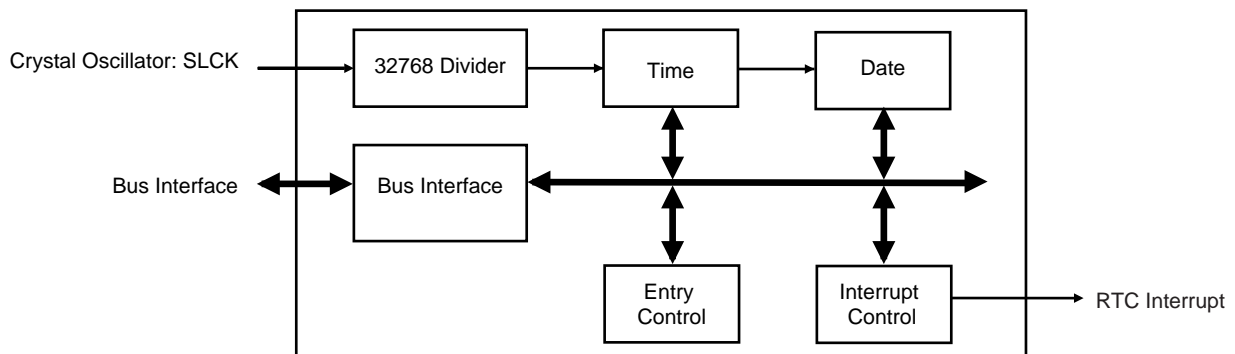 Crystal Oscillator: SLCK
32768 Divider
Time
Date
Bus Interface
Bus Interface
Entry
Control
Interrupt
Control
RTC Interrupt